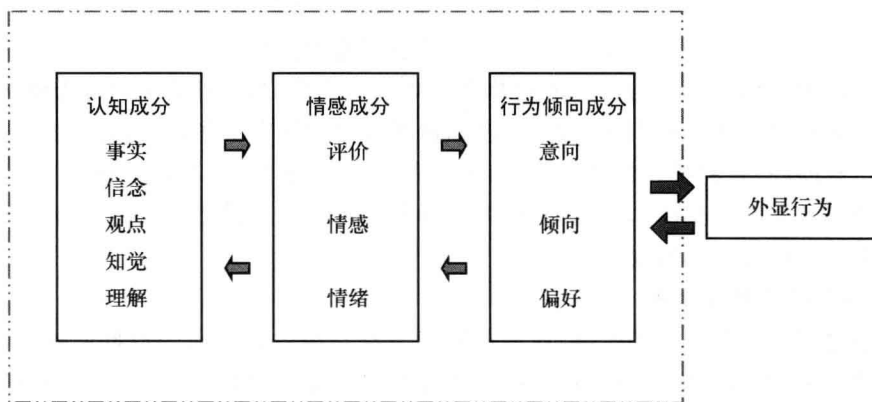 认知成分
事实
信念
观点
知觉
理解
情感成分
评价
情感
情绪
行为倾向成分
意向
倾向
偏好
外显行为